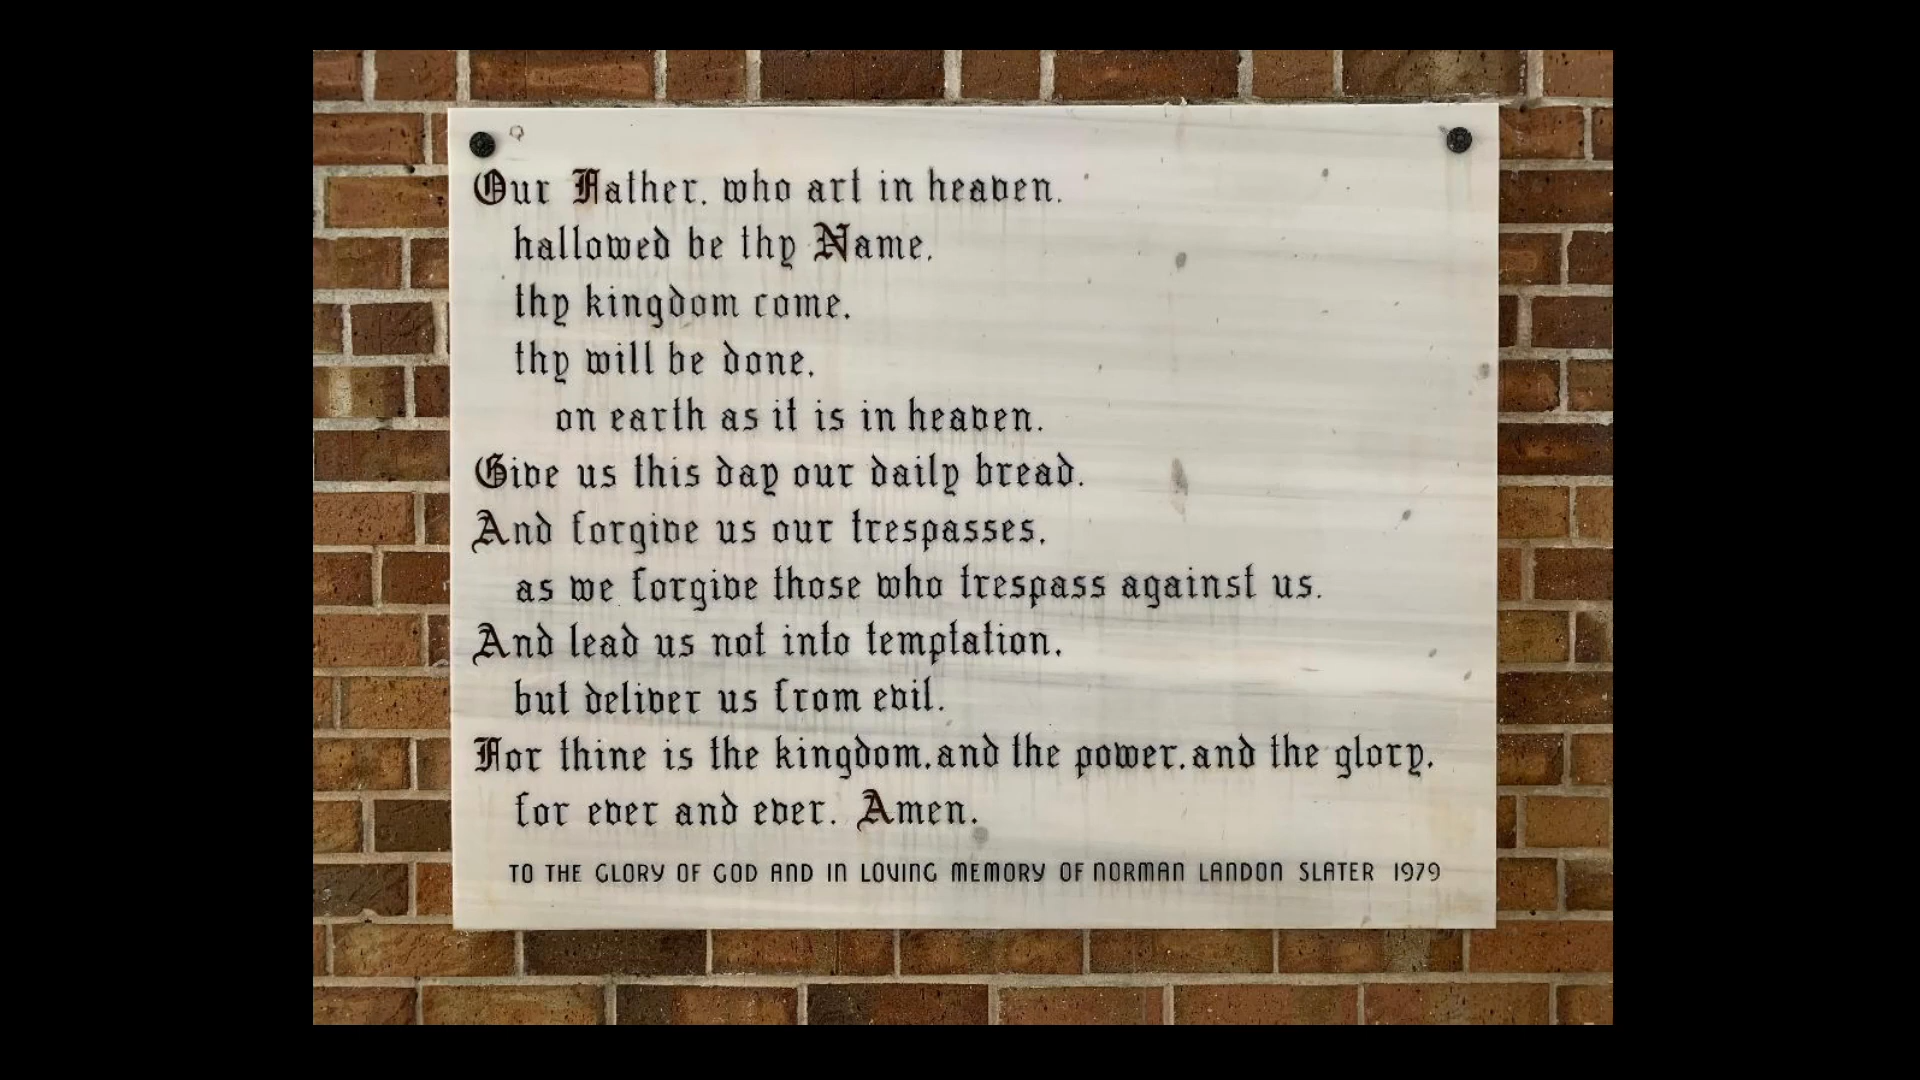 Our Father, who art in heaven,
hallowed be thy Name,
thy kingdom come,
thy will be done,
on earth as it is in heaven.
Give us this day our daily bread.
And forgive us our trespasses,
as we forgive those who trespass against us.
And lead us not into temptation,
but deliver us from evil.
For thine is the kingdom, and the power, and the glory,
for ever and ever. Amen.
TO THE GLORY OF GOD AND IN LOVING MEMORY OF NORMAN LANDON SLATER 1979